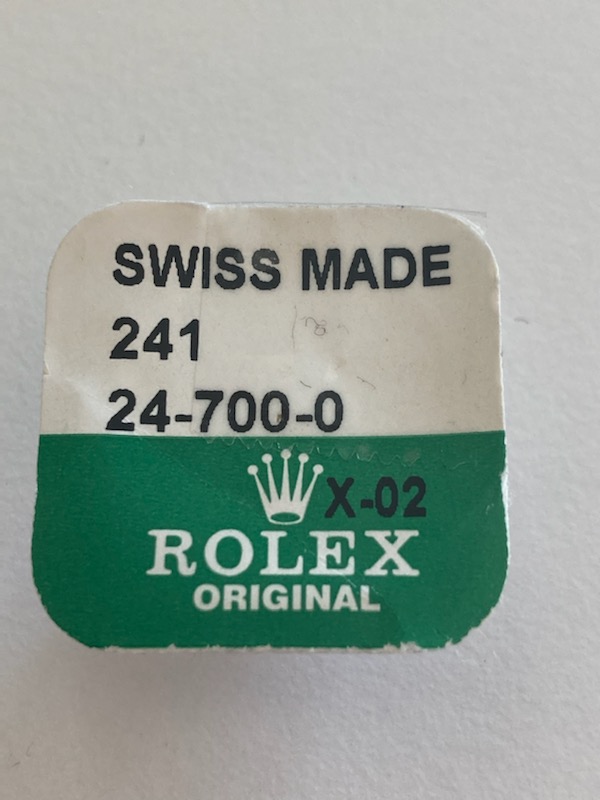 SWISS MADE
241
24-700-0
X-02
ROLEX
ORIGINAL